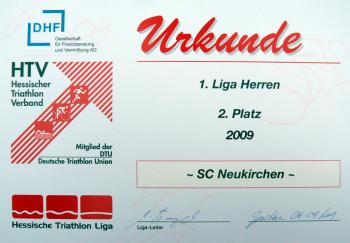 DHF
Gesellschaft
für Finanzberatung
und Vermittlung AG
HTV
Hessischer
Triathlon
Verband
Mitglied der
DTU
Deutsche Triathlon Union
Hessische Triathlon Liga
Urkunde
1. Liga Herren
2. Platz
2009
~ SC Neukirchen ~
Liga-Leiter